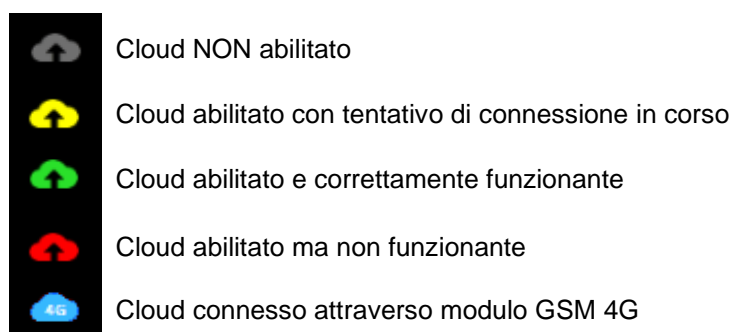 Cloud NON abilitato
Cloud abilitato con tentativo di connessione in corso
Cloud abilitato e correttamente funzionante
Cloud abilitato ma non funzionante
4G Cloud connesso attraverso modulo GSM 4G